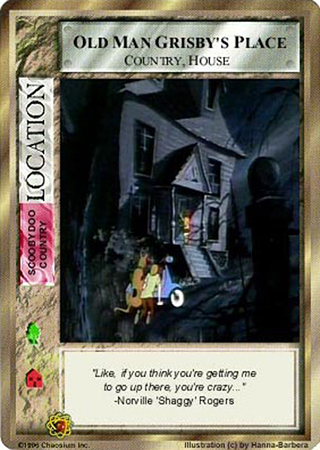 OLD MAN GRISBY'S PLACE
COUNTRY, HOUSE
LOCATION
SCOOBYDOO
COUNTRY
"Like, if you think you're getting me
to go up there, you're crazy..."
-Norville 'Shaggy' Rogers
©1996 Chaosium Inc.
Illustration (c) by Hanna-Barbera